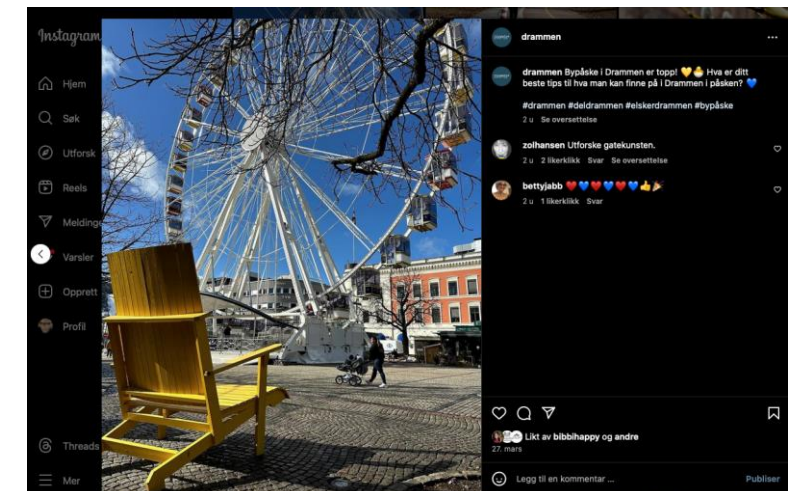 Instagram
Hjem
Søk
Utforsk
Reels
Meldinge
Varsler
Opprett
Profil
Threads
Mer
drammen
drammen Bypåske i Drammen er topp! 💛🐣 Hva er ditt
beste tips til hva man kan finne på i Drammen i påsken? 💙
#drammen #deldrammen #elskerdrammen #bypåske
2 u Se oversettelse
zolhansen Utforske gatekunsten.
2 u 2 likerklikk Svar Se oversettelse
bettyjabb ❤️💙❤️💙❤️💙👍🎉
2 u 1 likerklikk Svar
Likt av bibbihappy og andre
27. mars
Legg til en kommentar ...
Publiser